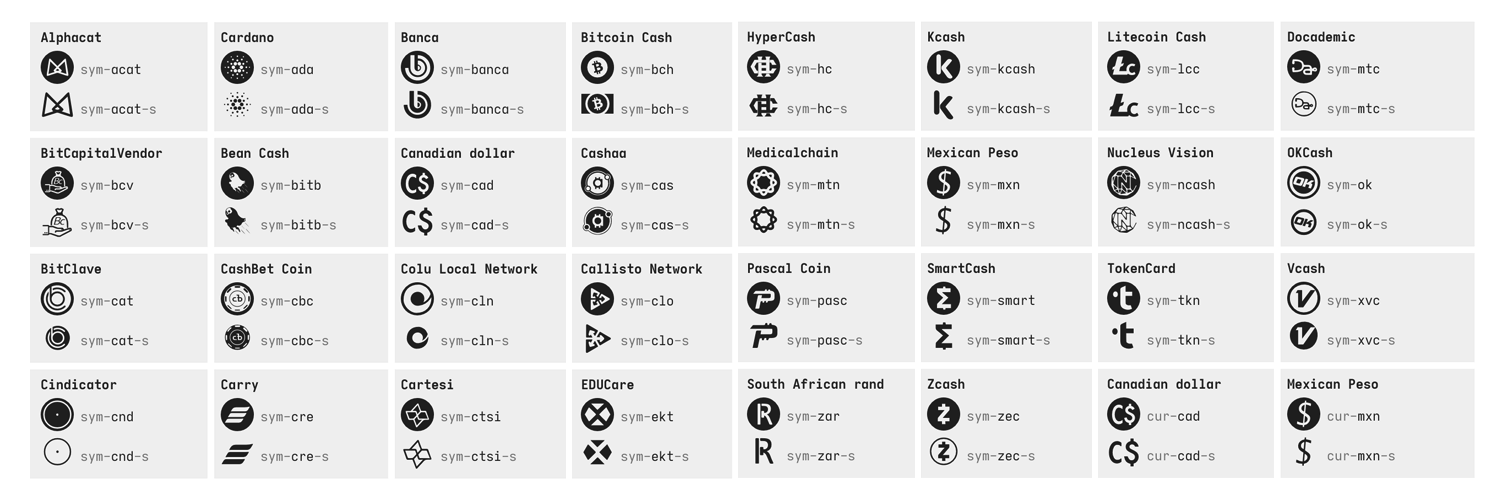 Alphacat
sym-acat
sym-acat-s
Cardano
sym-ada
sym-ada-s
Banca
sym-banca
sym-banca-s
Bitcoin Cash
sym-bch
sym-bch-s
HyperCash
sym-hc
sym-hc-s
Kcash
sym-kcash
sym-kcash-s
Litecoin Cash
sym-lcc
sym-lcc-s
Docademic
sym-mtc
sym-mtc-s
BitCapitalVendor
sym-bcv
sym-bcv-s
Bean Cash
sym-bitb
sym-bitb-s
Canadian dollar
C$ sym-cad
C$ sym-cad-s
Cashaa
sym-cas
sym-cas-s
Medicalchain
sym-mtn
sym-mtn-s
Mexican Peso
$ sym-mxn
$ sym-mxn-s
Nucleus Vision
sym-ncash
sym-ncash-s
OKCash
OK sym-ok
OK sym-ok-s
BitClave
sym-cat
sym-cat-s
CashBet Coin
cb sym-cbc
cb sym-cbc-s
Colu Local Network
sym-cln
sym-cln-s
Callisto Network
sym-clo
sym-clo-s
Pascal Coin
sym-pasc
sym-pasc-s
SmartCash
sym-smart
sym-smart-s
TokenCard
sym-tkn
sym-tkn-s
Vcash
sym-xvc
sym-xvc-s
Cindicator
sym-cnd
sym-cnd-s
Carry
sym-cre
sym-cre-s
Cartesi
sym-ctsi
sym-ctsi-s
EDUCare
sym-ekt
sym-ekt-s
South African rand
R sym-zar
R sym-zar-s
Zcash
sym-zec
sym-zec-s
Canadian dollar
C$ cur-cad
C$ cur-cad-s
Mexican Peso
$ cur-mxn
$ cur-mxn-s